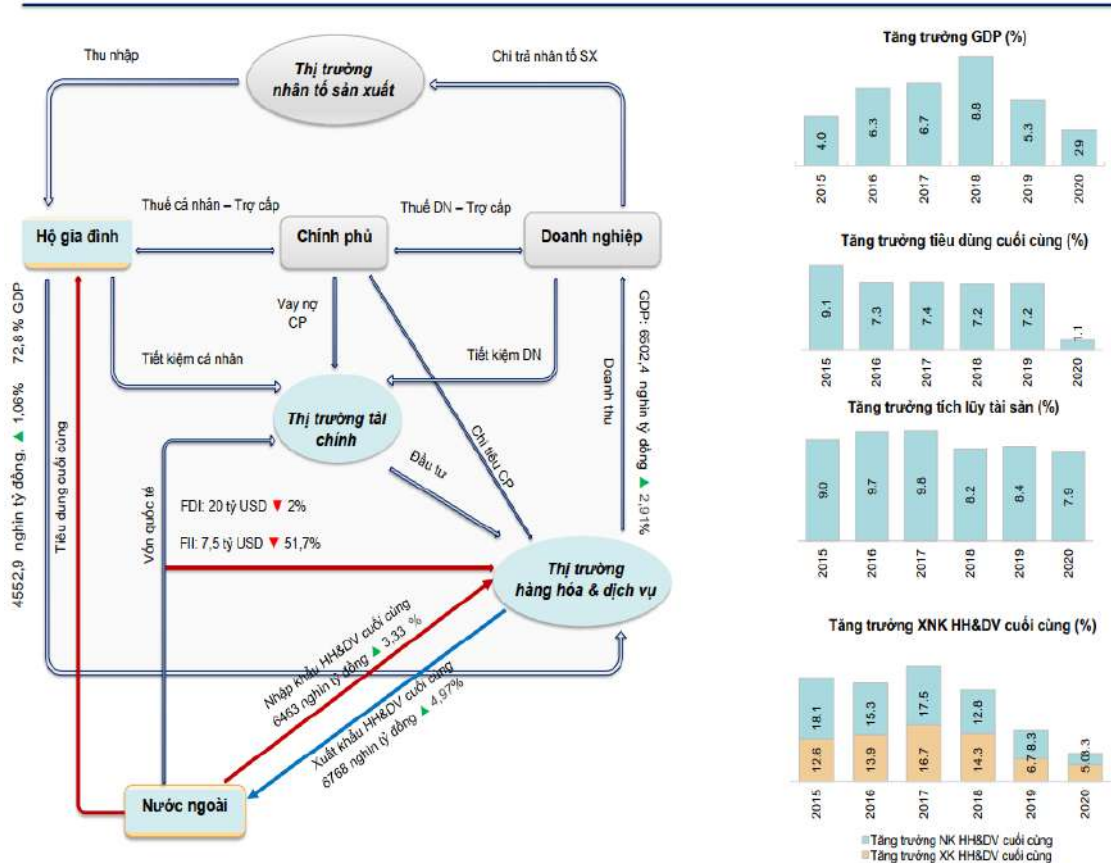 Thu nhập
Thị trường
nhân tố sản xuất
Chi trả nhân tố SX
Thuế cá nhân – Trợ cấp
Thuế DN – Trợ cấp
Hộ gia đình
Chính phủ
Doanh nghiệp
Vay nợ
CP
Tiết kiệm cá nhân
Tiết kiệm DN
Thị trường tài
chính
Đầu tư
Chi tiêu CP
Doanh thu
GDP: 6502,4 nghìn tỷ đồng ▲ 2,91%
4552,9 nghìn tỷ đồng, ▲ 1,06% 72,8 % GDP
Tiêu dung cuối cùng
Vốn quốc tế
FDI: 20 tỷ USD ▼ 2%
FII: 7,5 tỷ USD ▼ 51,7%
Thị trường
hàng hóa & dịch vụ
Nhập khẩu HH&DV cuối cùng
6463 nghìn tỷ đồng ▲ 3,33 %
Xuất khẩu HH&DV cuối cùng
6768 nghìn tỷ đồng ▲ 4,97%
Nước ngoài
Tăng trưởng GDP (%)
4.0 6.3 6.7 8.8 5.3 2.9
2015 2016 2017 2018 2019 2020
Tăng trưởng tiêu dùng cuối cùng (%)
9.1 7.3 7.4 7.2 7.2 1.1
2015 2016 2017 2018 2019 2020
Tăng trưởng tích lũy tài sản (%)
9.0 9.7 9.8 8.2 8.4 7.9
2015 2016 2017 2018 2019 2020
Tăng trưởng XNK HH&DV cuối cùng (%)
18.1 15.3 17.5 12.8 8.3 3.3
12.6 13.9 16.7 14.3 6.7 5.0
2015 2016 2017 2018 2019 2020
Tăng trưởng NK HH&DV cuối cùng
Tăng trưởng XK HH&DV cuối cùng